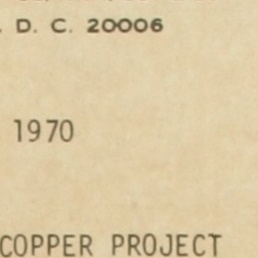 . D. C. 20006
1970
COPPER PROJECT